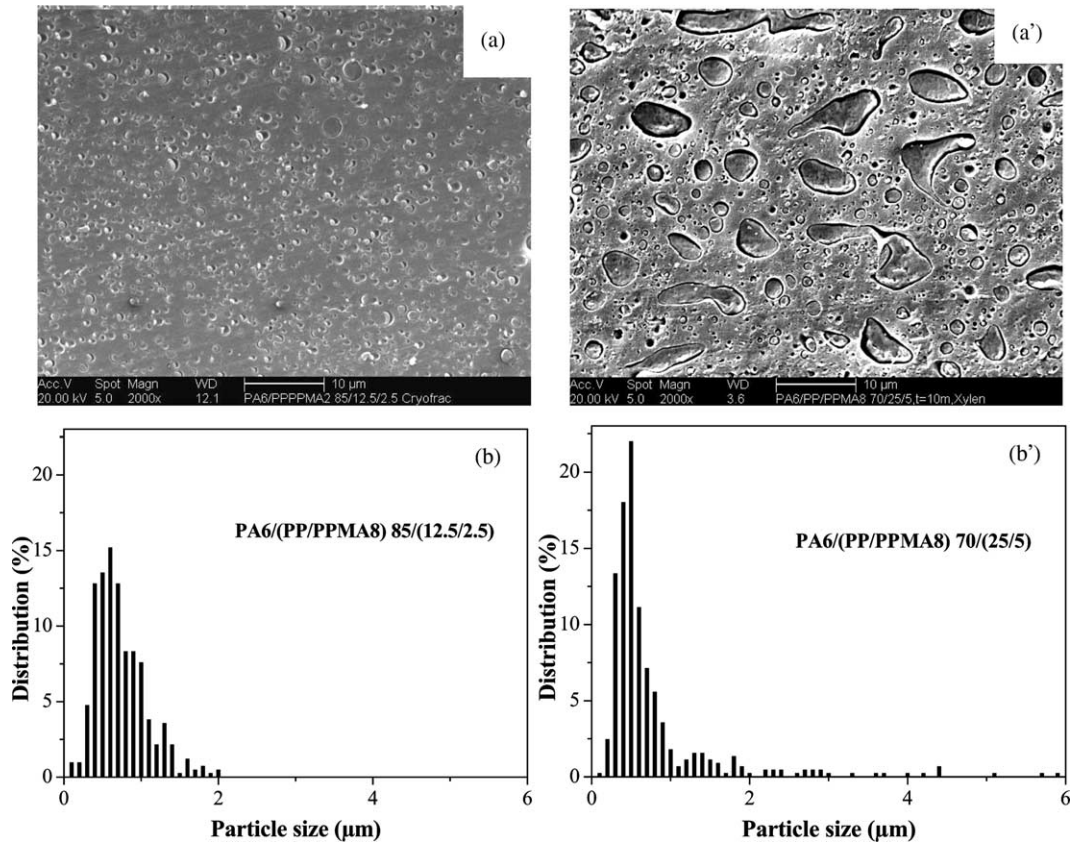 (a)
Acc.V Spot Magn WD 10 µm
20.00 kV 5.0 2000x 12.1 PA6/PPPPMA2 85/12.5/2.5 Cryofrac
(a')
Acc.V Spot Magn WD 10 µm
20.00 kV 5.0 2000x 3.6 PA6/PP/PPMA8 70/25/5,t=10m,Xylen
(b)
PA6/(PP/PPMA8) 85/(12.5/2.5)
Distribution (%)
20
15
10
5
0
0 2 4 6
Particle size (µm)
(b')
PA6/(PP/PPMA8) 70/(25/5)
Distribution (%)
20
15
10
5
0
0 2 4 6
Particle size (µm)